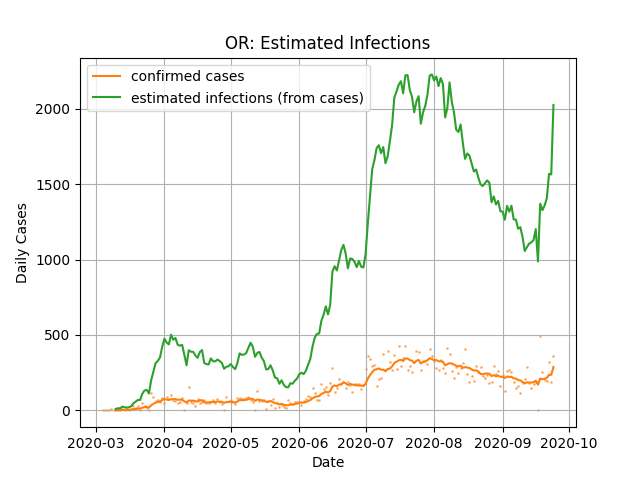 OR: Estimated Infections
confirmed cases
estimated infections (from cases)
Daily Cases
2000
1500
1000
500
0
2020-03 2020-04 2020-05 2020-06 2020-07 2020-08 2020-09 2020-10
Date